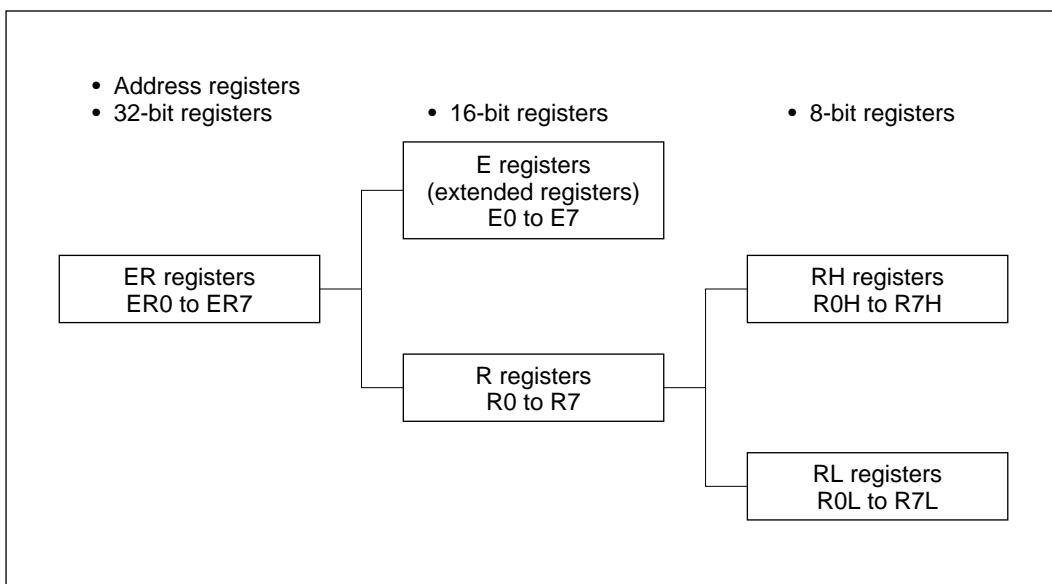 • Address registers
• 32-bit registers
• 16-bit registers
• 8-bit registers
E registers
(extended registers)
E0 to E7
ER registers
ER0 to ER7
RH registers
R0H to R7H
R registers
R0 to R7
RL registers
R0L to R7L